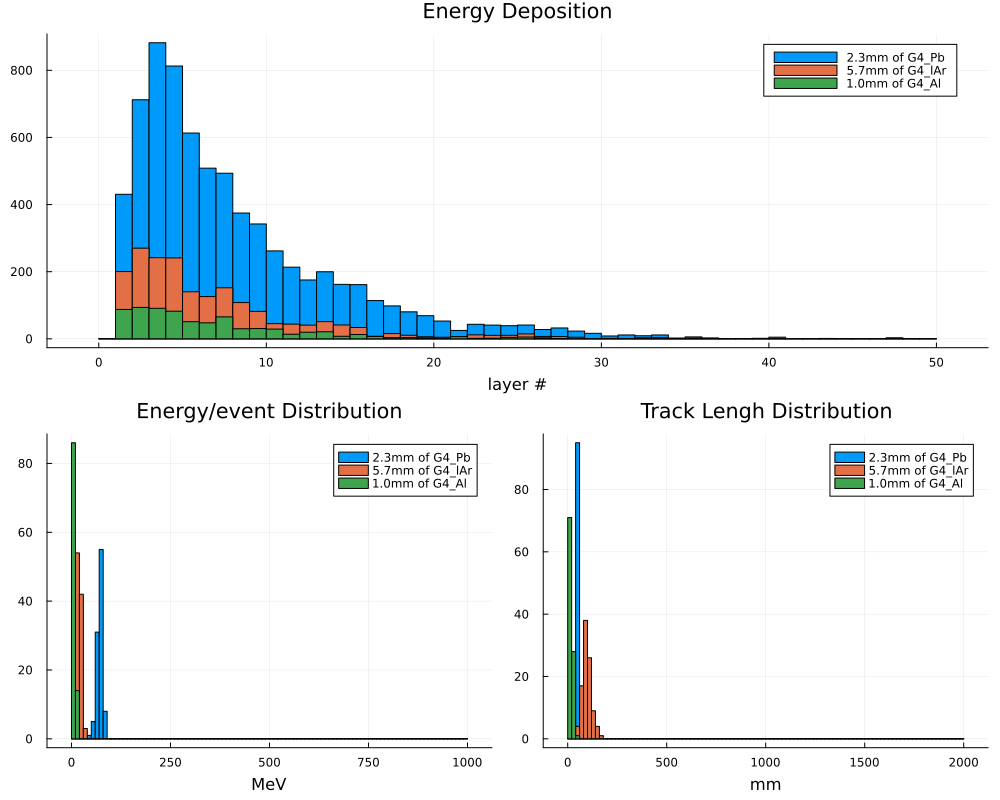 Energy Deposition
800
600
400
200
0
2.3mm of G4_Pb
5.7mm of G4_lAr
1.0mm of G4_Al
0 10 20 30 40 50
layer #
Energy/event Distribution
80
60
40
20
0
2.3mm of G4_Pb
5.7mm of G4_lAr
1.0mm of G4_Al
0 250 500 750 1000
MeV
Track Lengh Distribution
80
60
40
20
0
2.3mm of G4_Pb
5.7mm of G4_lAr
1.0mm of G4_Al
0 500 1000 1500 2000
mm